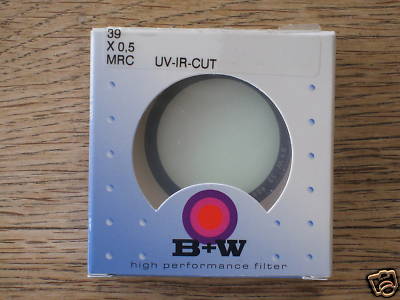 39
X 0,5
MRC UV-IR-CUT
B+W
high performance filter